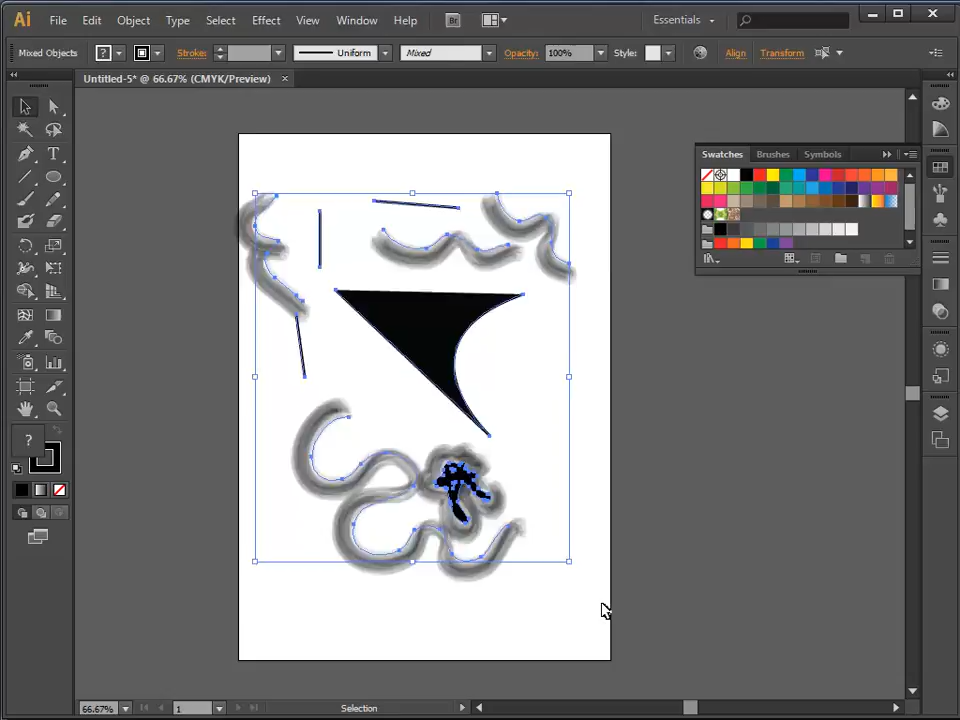 Ai File Edit Object Type Select Effect View Window Help Br Essentials
Mixed Objects ? Stroke: Uniform Mixed Opacity: 100% Style: Align Transform
Untitled-5* @ 66.67% (CMYK/Preview) ×
Swatches Brushes Symbols
T
?
66.67% 1 Selection